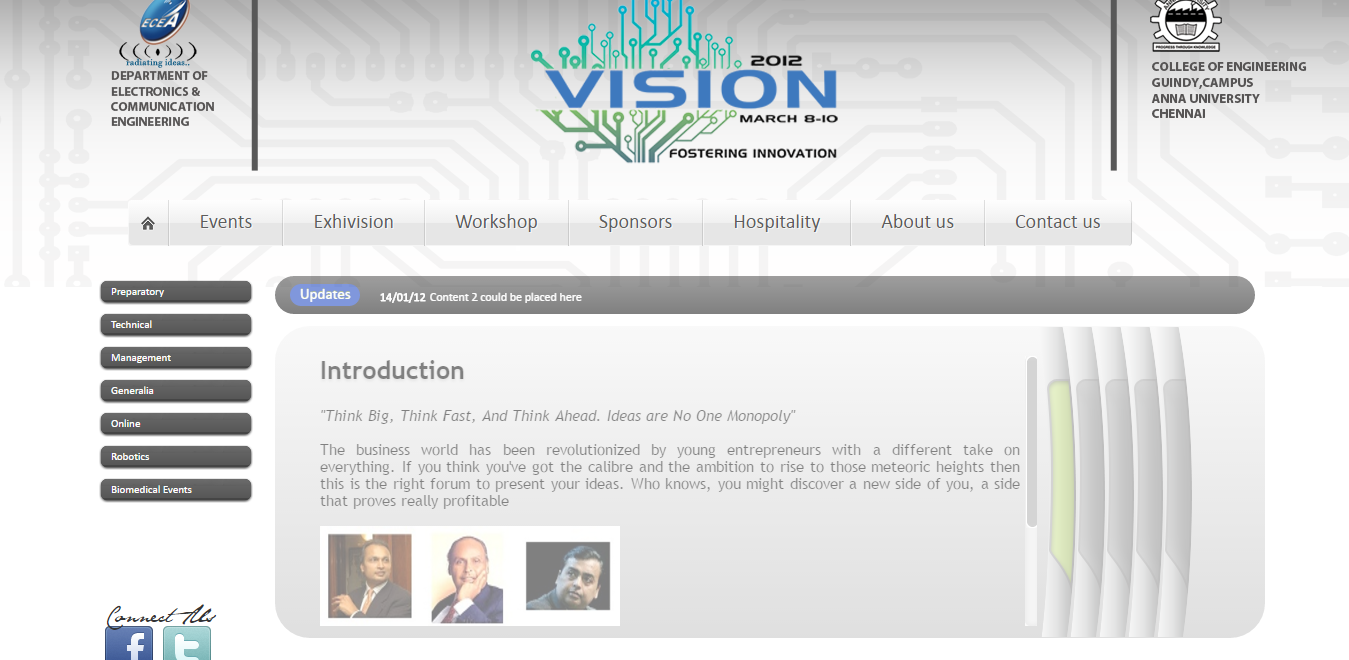 ECEA
radiating ideas..
DEPARTMENT OF
ELECTRONICS &
COMMUNICATION
ENGINEERING
2012
VISION
MARCH 8-10
FOSTERING INNOVATION
PROGRESS THROUGH KNOWLEDGE
COLLEGE OF ENGINEERING
GUINDY,CAMPUS
ANNA UNIVERSITY
CHENNAI
Events Exhivision Workshop Sponsors Hospitality About us Contact us
Preparatory
Technical
Management
Generalia
Online
Robotics
Biomedical Events
Updates 14/01/12 Content 2 could be placed here
Introduction
"Think Big, Think Fast, And Think Ahead. Ideas are No One Monopoly"
The business world has been revolutionized by young entrepreneurs with a different take on
everything. If you think you've got the calibre and the ambition to rise to those meteoric heights then
this is the right forum to present your ideas. Who knows, you might discover a new side of you, a side
that proves really profitable
Connect
f t